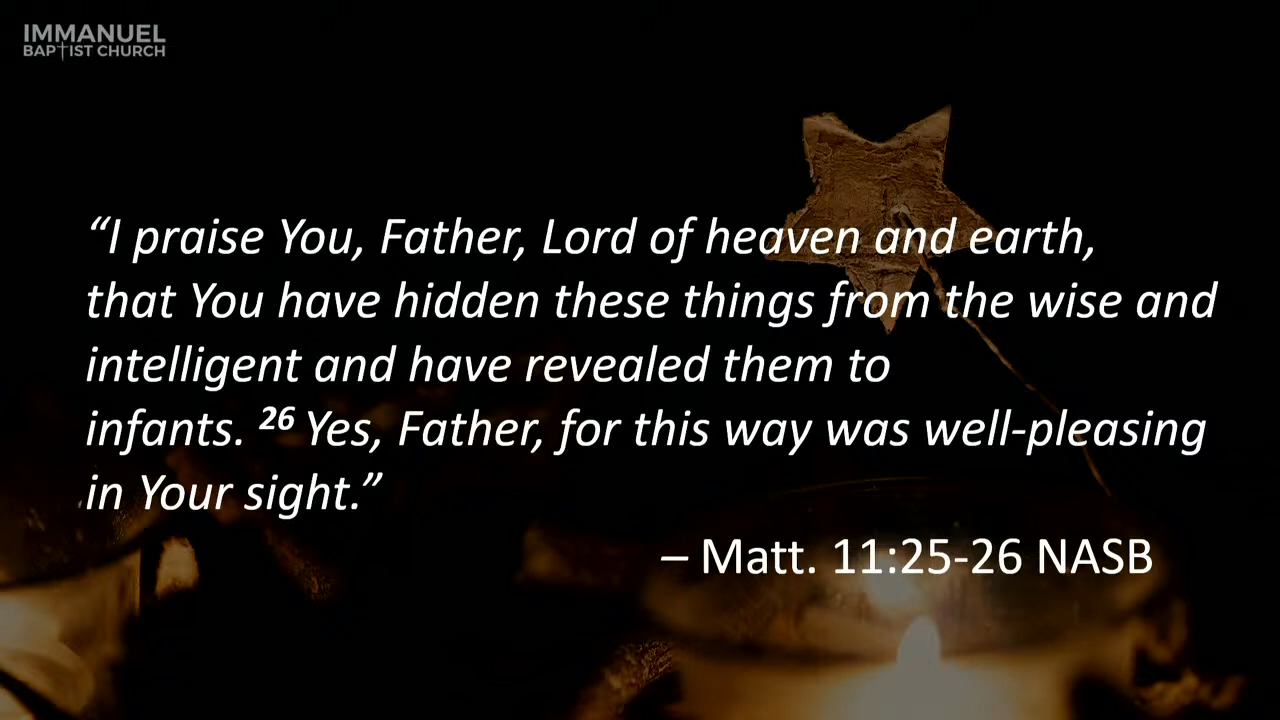 IMMANUEL
BAPTIST CHURCH
“I praise You, Father, Lord of heaven and earth,
that You have hidden these things from the wise and
intelligent and have revealed them to
infants. 26 Yes, Father, for this way was well-pleasing
in Your sight.”
– Matt. 11:25-26 NASB